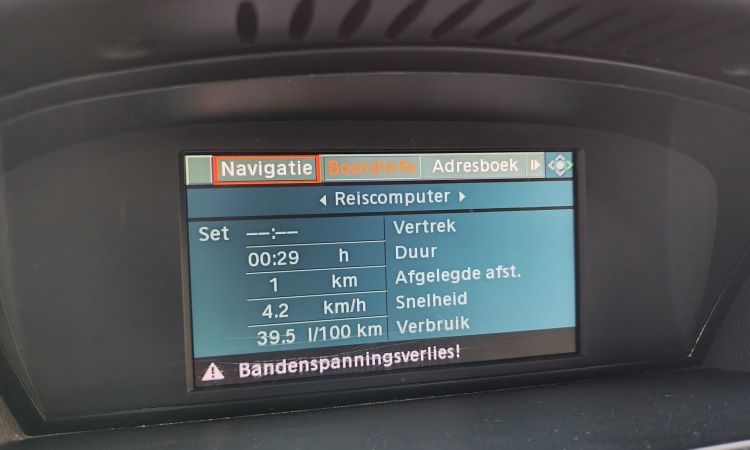 Navigatie Boordinfo Adresboek
Reiscomputer
Set --:-- Vertrek
00:29 h Duur
1 km Afgelegde afst.
4.2 km/h Snelheid
39.5 l/100 km Verbruik
Bandenspanningsverlies!